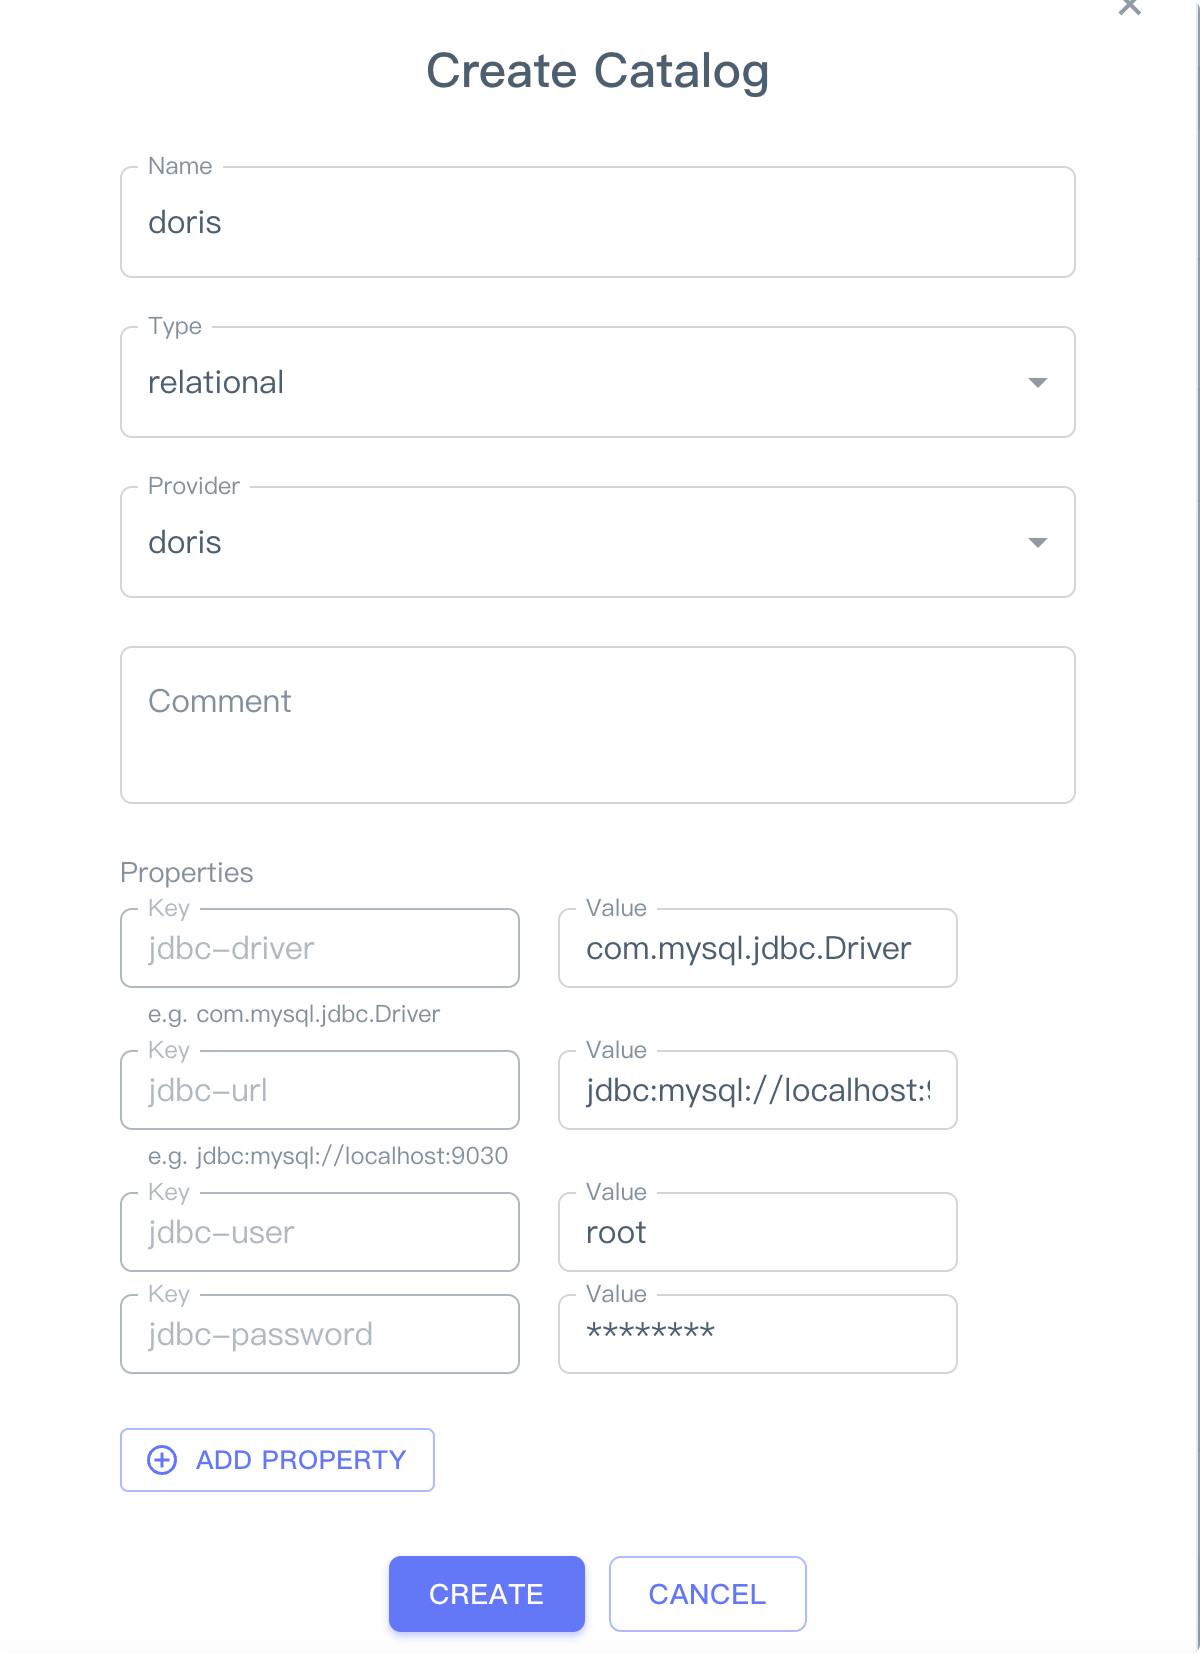 Create Catalog
Name
doris
Type
relational
Provider
doris
Comment
Properties
Key
jdbc-driver
Value
com.mysql.jdbc.Driver
e.g. com.mysql.jdbc.Driver
Key
jdbc-url
Value
jdbc:mysql://localhost:
e.g. jdbc:mysql://localhost:9030
Key
jdbc-user
Value
root
Key
jdbc-password
Value
********
ADD PROPERTY
CREATE
CANCEL